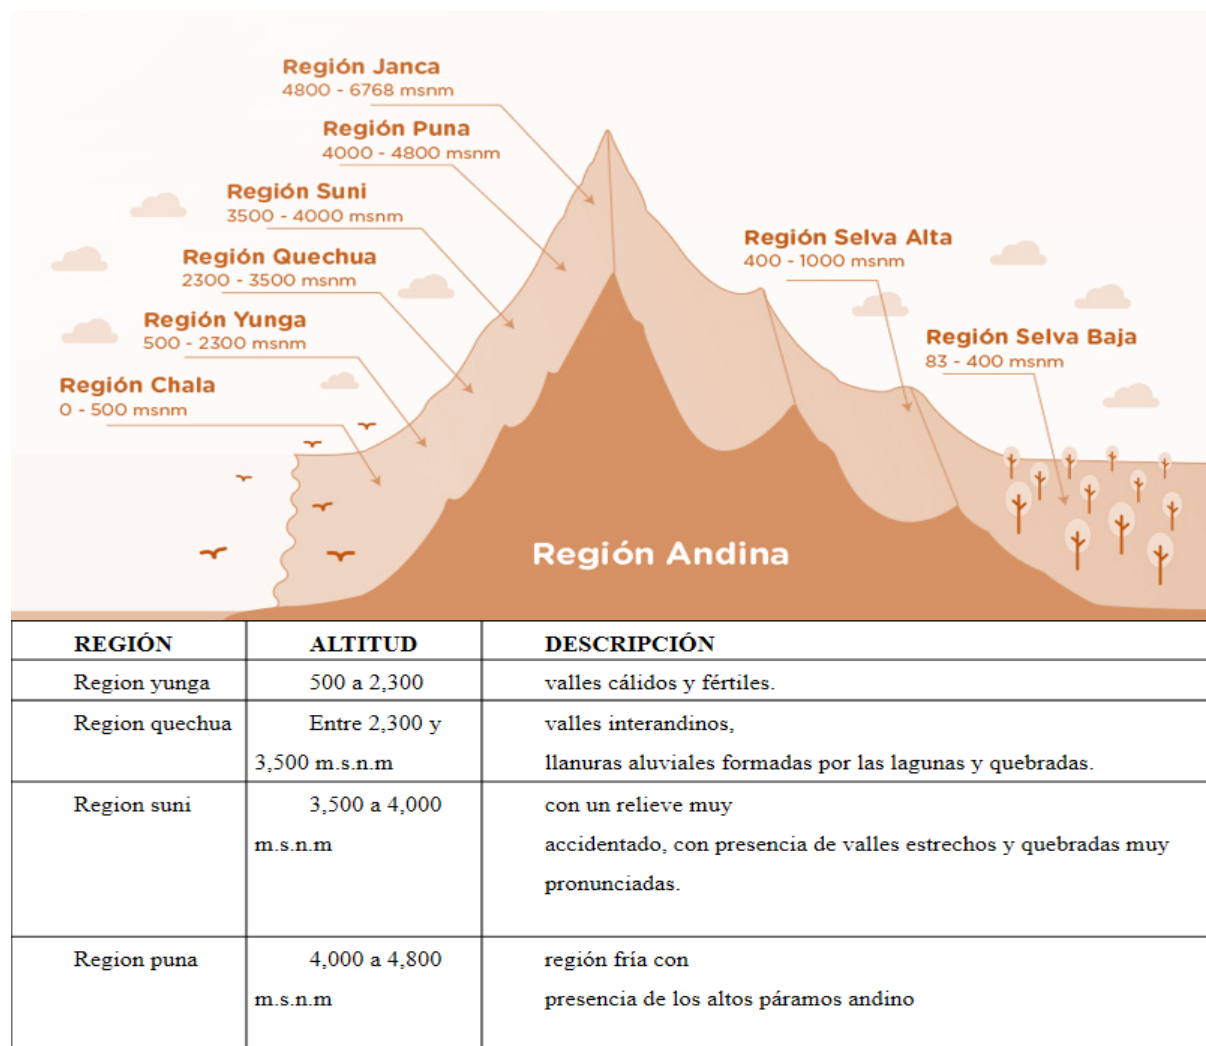 Región Janca
4800 - 6768 msnm
Región Puna
4000 - 4800 msnm
Región Suni
3500 - 4000 msnm
Región Quechua
2300 - 3500 msnm
Región Yunga
500 - 2300 msnm
Región Chala
0 - 500 msnm
Región Selva Alta
400 - 1000 msnm
Región Selva Baja
83 - 400 msnm
Región Andina
REGIÓN ALTITUD DESCRIPCIÓN
Region yunga 500 a 2,300 valles cálidos y fértiles.
Region quechua Entre 2,300 y valles interandinos,
3,500 m.s.n.m llanuras aluviales formadas por las lagunas y quebradas.
Region suni 3,500 a 4,000 con un relieve muy
m.s.n.m accidentado, con presencia de valles estrechos y quebradas muy
pronunciadas.
Region puna 4,000 a 4,800 región fría con
m.s.n.m presencia de los altos páramos andino